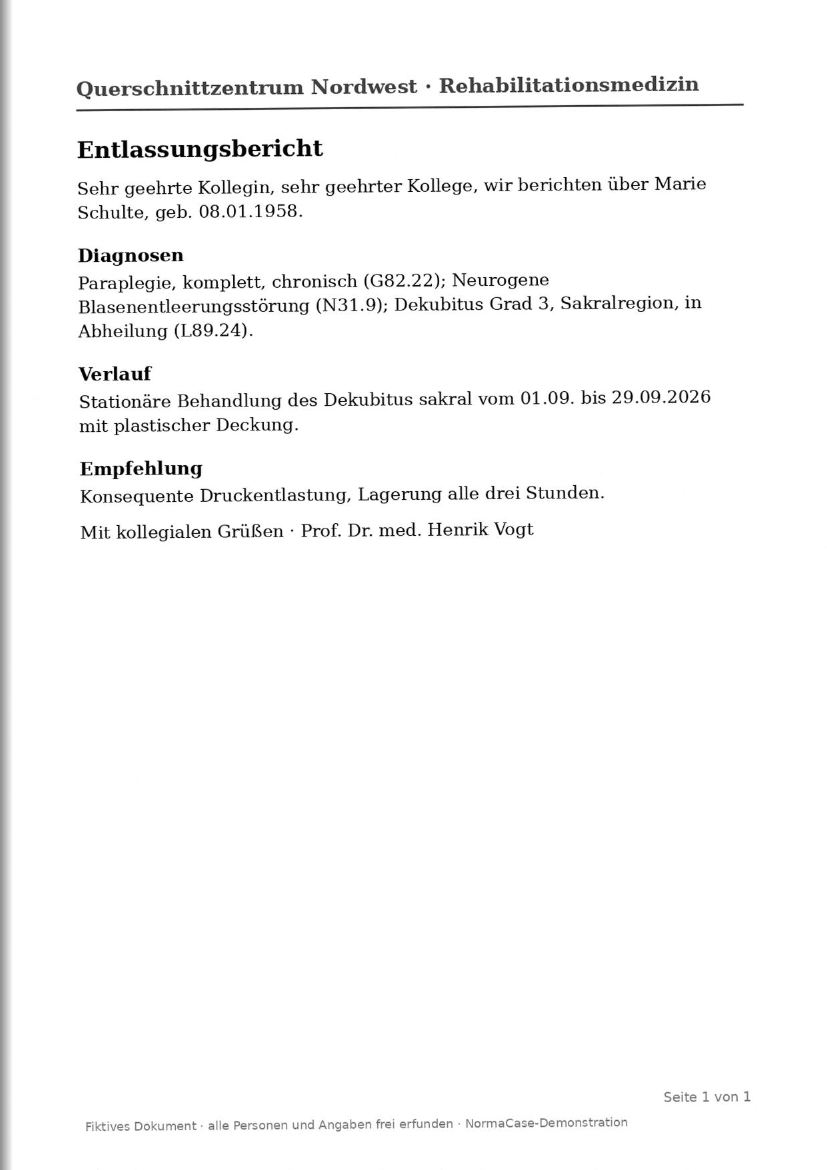 Querschnittzentrum Nordwest · Rehabilitationsmedizin
Entlassungsbericht
Sehr geehrte Kollegin, sehr geehrter Kollege, wir berichten über Marie
Schulte, geb. 08.01.1958.
Diagnosen
Paraplegie, komplett, chronisch (G82.22); Neurogene
Blasenentleerungsstörung (N31.9); Dekubitus Grad 3, Sakralregion, in
Abheilung (L89.24).
Verlauf
Stationäre Behandlung des Dekubitus sakral vom 01.09. bis 29.09.2026
mit plastischer Deckung.
Empfehlung
Konsequente Druckentlastung, Lagerung alle drei Stunden.
Mit kollegialen Grüßen · Prof. Dr. med. Henrik Vogt
Seite 1 von 1
Fiktives Dokument · alle Personen und Angaben frei erfunden · NormaCase-Demonstration